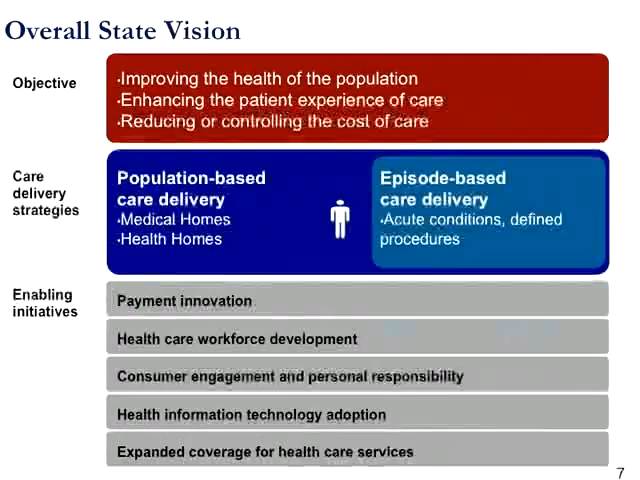 Overall State Vision
Objective
•Improving the health of the population
•Enhancing the patient experience of care
•Reducing or controlling the cost of care
Care
delivery
strategies
Population-based
care delivery
•Medical Homes
•Health Homes
Episode-based
care delivery
•Acute conditions, defined
procedures
Enabling
initiatives
Payment innovation
Health care workforce development
Consumer engagement and personal responsibility
Health information technology adoption
Expanded coverage for health care services
7